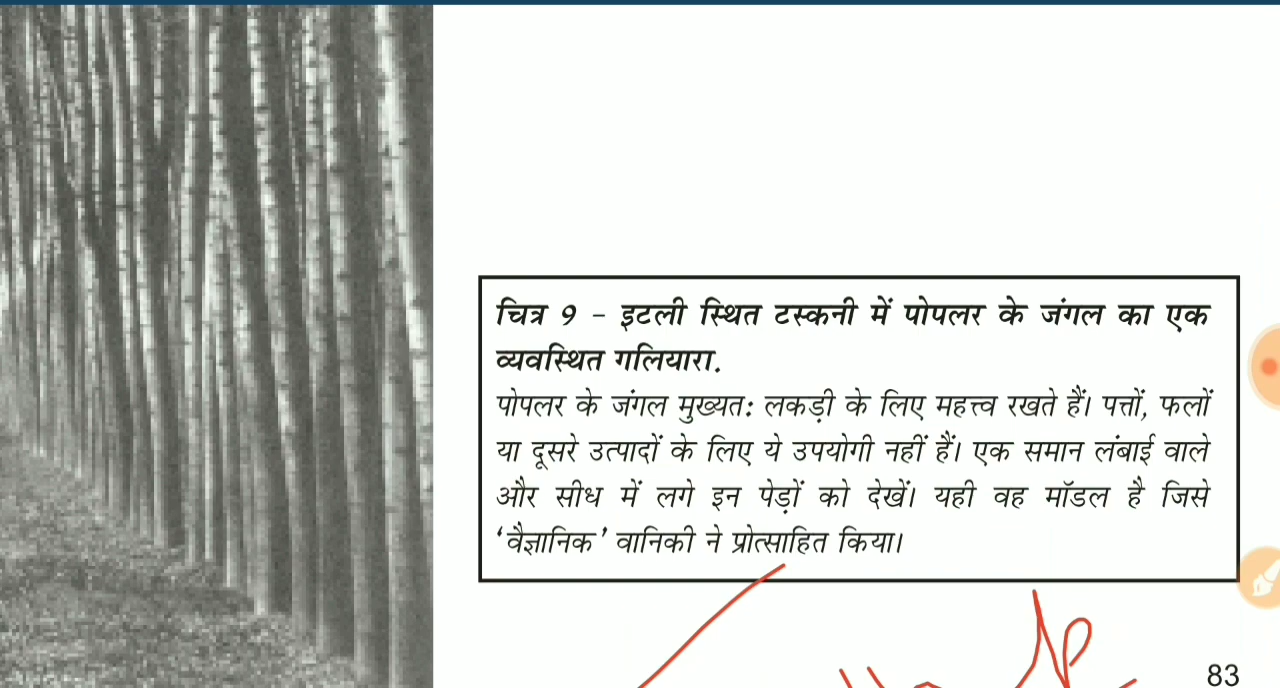 चित्र 9 - इटली स्थित टस्कनी में पोपलर के जंगल का एक
व्यवस्थित गलियारा.
पोपलर के जंगल मुख्यत: लकड़ी के लिए महत्त्व रखते हैं। पत्तों, फलों
या दूसरे उत्पादों के लिए ये उपयोगी नहीं हैं। एक समान लंबाई वाले
और सीध में लगे इन पेड़ों को देखें। यही वह मॉडल है जिसे
‘वैज्ञानिक’ वानिकी ने प्रोत्साहित किया।
83